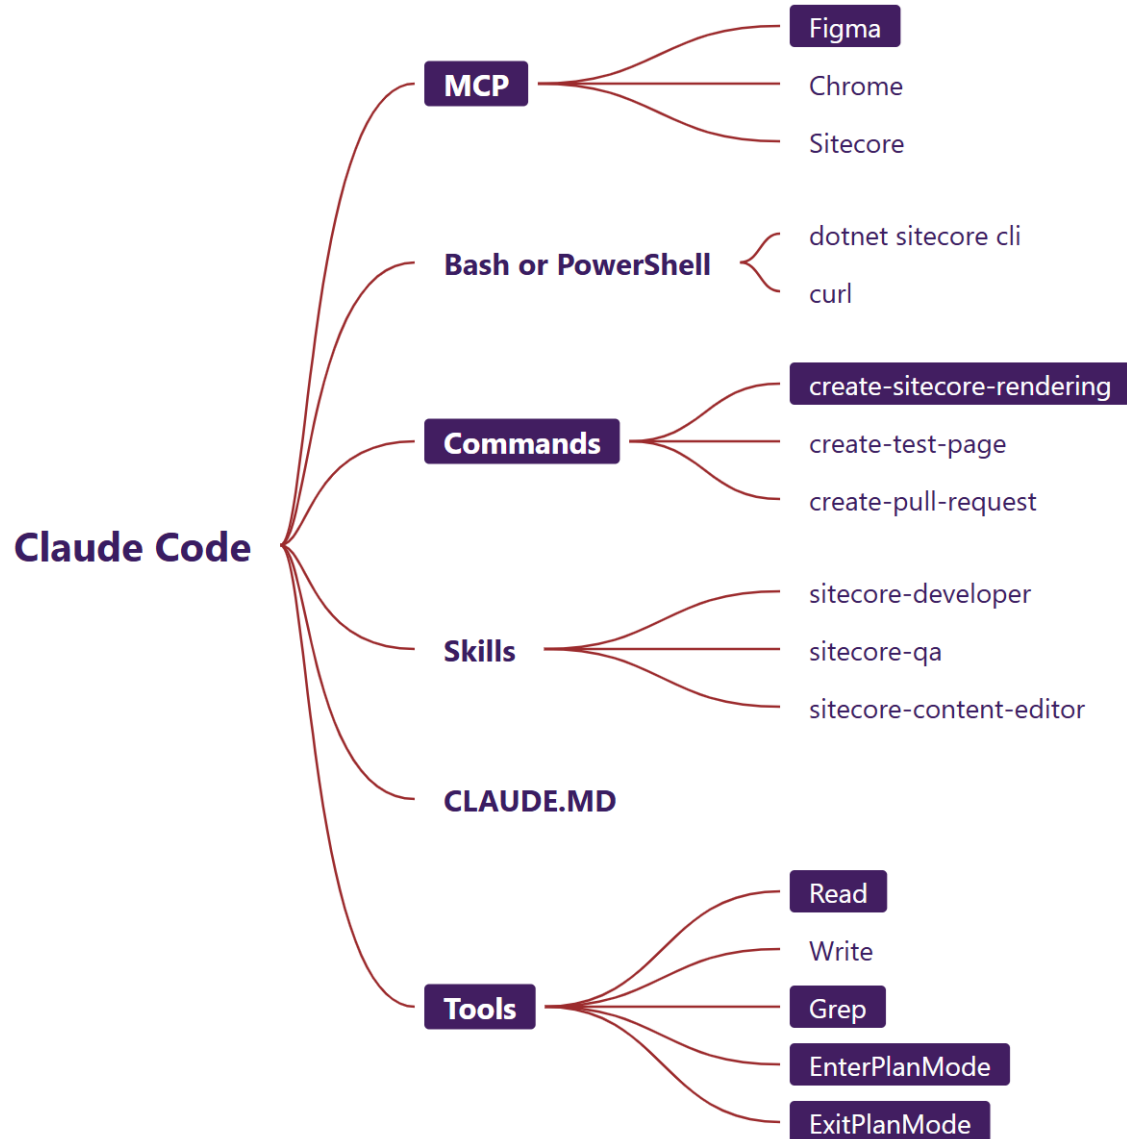 Claude Code
MCP
Figma
Chrome
Sitecore
Bash or PowerShell
dotnet sitecore cli
curl
Commands
create-sitecore-rendering
create-test-page
create-pull-request
Skills
sitecore-developer
sitecore-qa
sitecore-content-editor
CLAUDE.MD
Tools
Read
Write
Grep
EnterPlanMode
ExitPlanMode